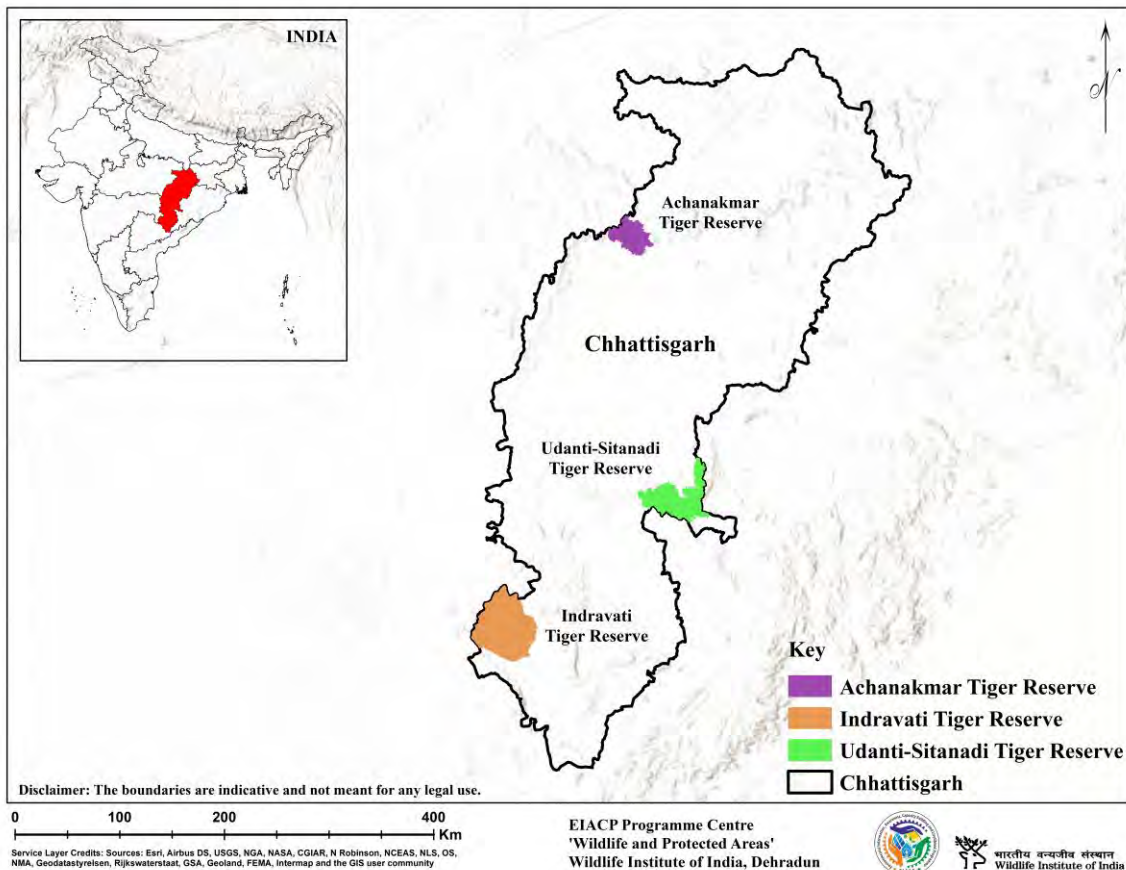 INDIA
N
Achanakmar
Tiger Reserve
Chhattisgarh
Udanti-Sitanadi
Tiger Reserve
Indravati
Tiger Reserve
Key
Achanakmar Tiger Reserve
Indravati Tiger Reserve
Udanti-Sitanadi Tiger Reserve
Chhattisgarh
Disclaimer: The boundaries are indicative and not meant for any legal use.
0 100 200 400
Km
Service Layer Credits: Sources: Esri, Airbus DS, USGS, NGA, NASA, CGIAR, N Robinson, NCEAS, NLS, OS,
NMA, Geodatastyrelsen, Rijkswaterstaat, GSA, Geoland, FEMA, Intermap and the GIS user community
EIACP Programme Centre
'Wildlife and Protected Areas'
Wildlife Institute of India, Dehradun
भारतीय वन्यजीव संस्थान
Wildlife Institute of India